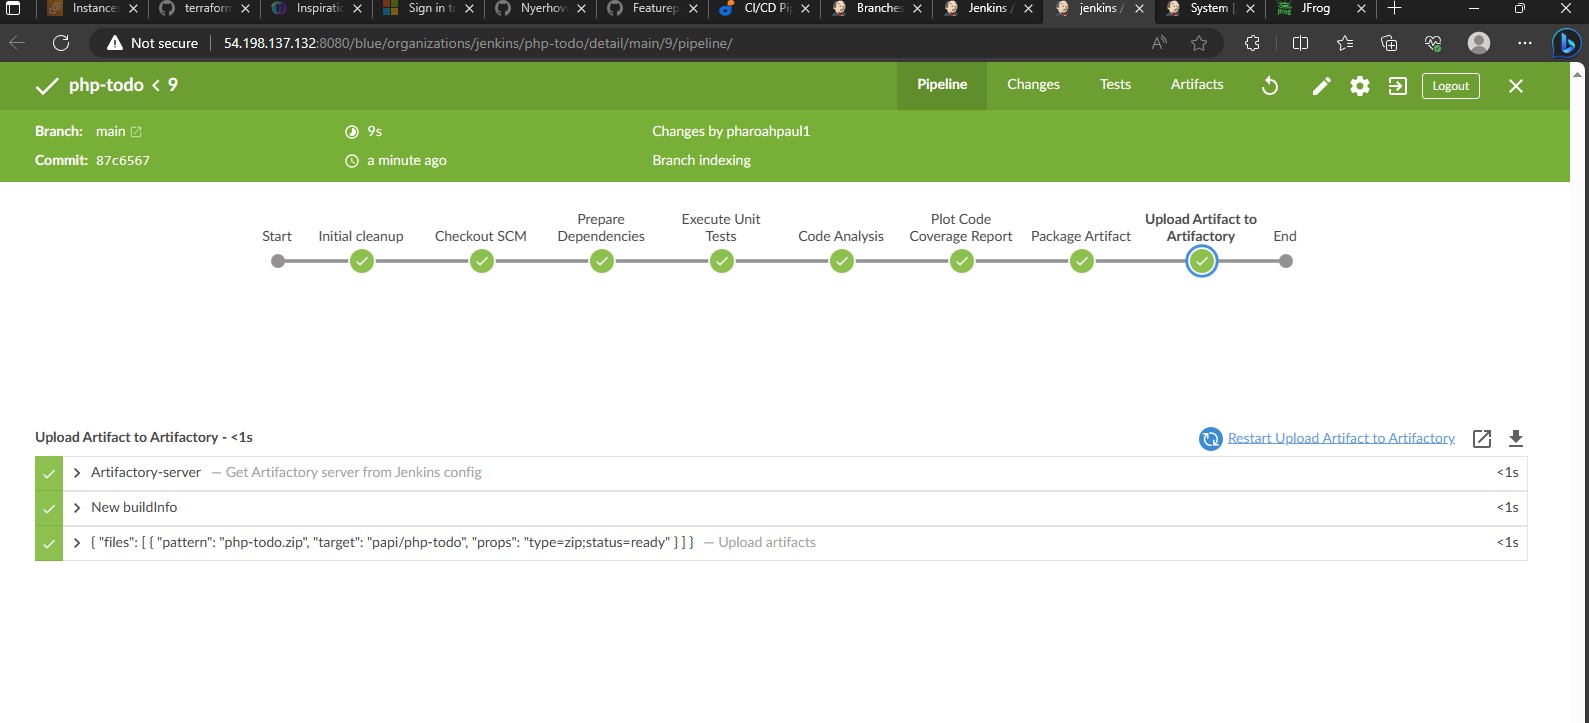 Instances
terraform
Inspiratio
Sign in to
Nyerhov
Featurep
CI/CD Pi
Branches
Jenkins /
jenkins /
System [
JFrog
Not secure
54.198.137.132:8080/blue/organizations/jenkins/php-todo/detail/main/9/pipeline/
php-todo < 9
Pipeline
Changes
Tests
Artifacts
Logout
Branch: main
9s
Changes by pharoahpaul1
Commit: 87c6567
a minute ago
Branch indexing
Start
Initial cleanup
Checkout SCM
Prepare
Dependencies
Execute Unit
Tests
Code Analysis
Plot Code
Coverage Report
Package Artifact
Upload Artifact to
Artifactory
End
Upload Artifact to Artifactory - <1s
Restart Upload Artifact to Artifactory
Artifactory-server — Get Artifactory server from Jenkins config <1s
New buildInfo <1s
{ "files": [ { "pattern": "php-todo.zip", "target": "papi/php-todo", "props": "type=zip;status=ready" } ] } — Upload artifacts <1s